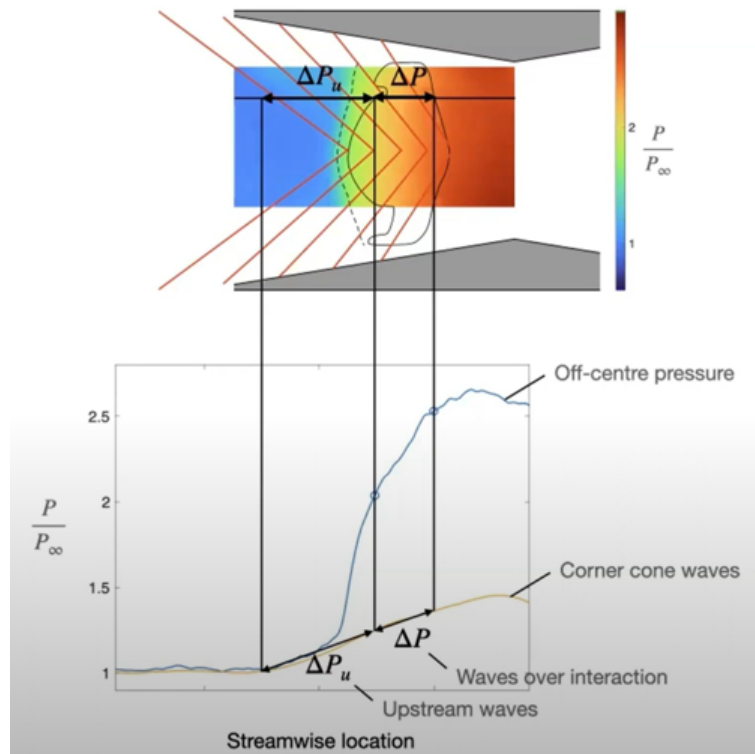 ΔPᵤ
ΔP
2
P
P∞
1
2.5
2
1.5
1
P
P∞
Off-centre pressure
Corner cone waves
ΔP
ΔPᵤ
Waves over interaction
Upstream waves
Streamwise location